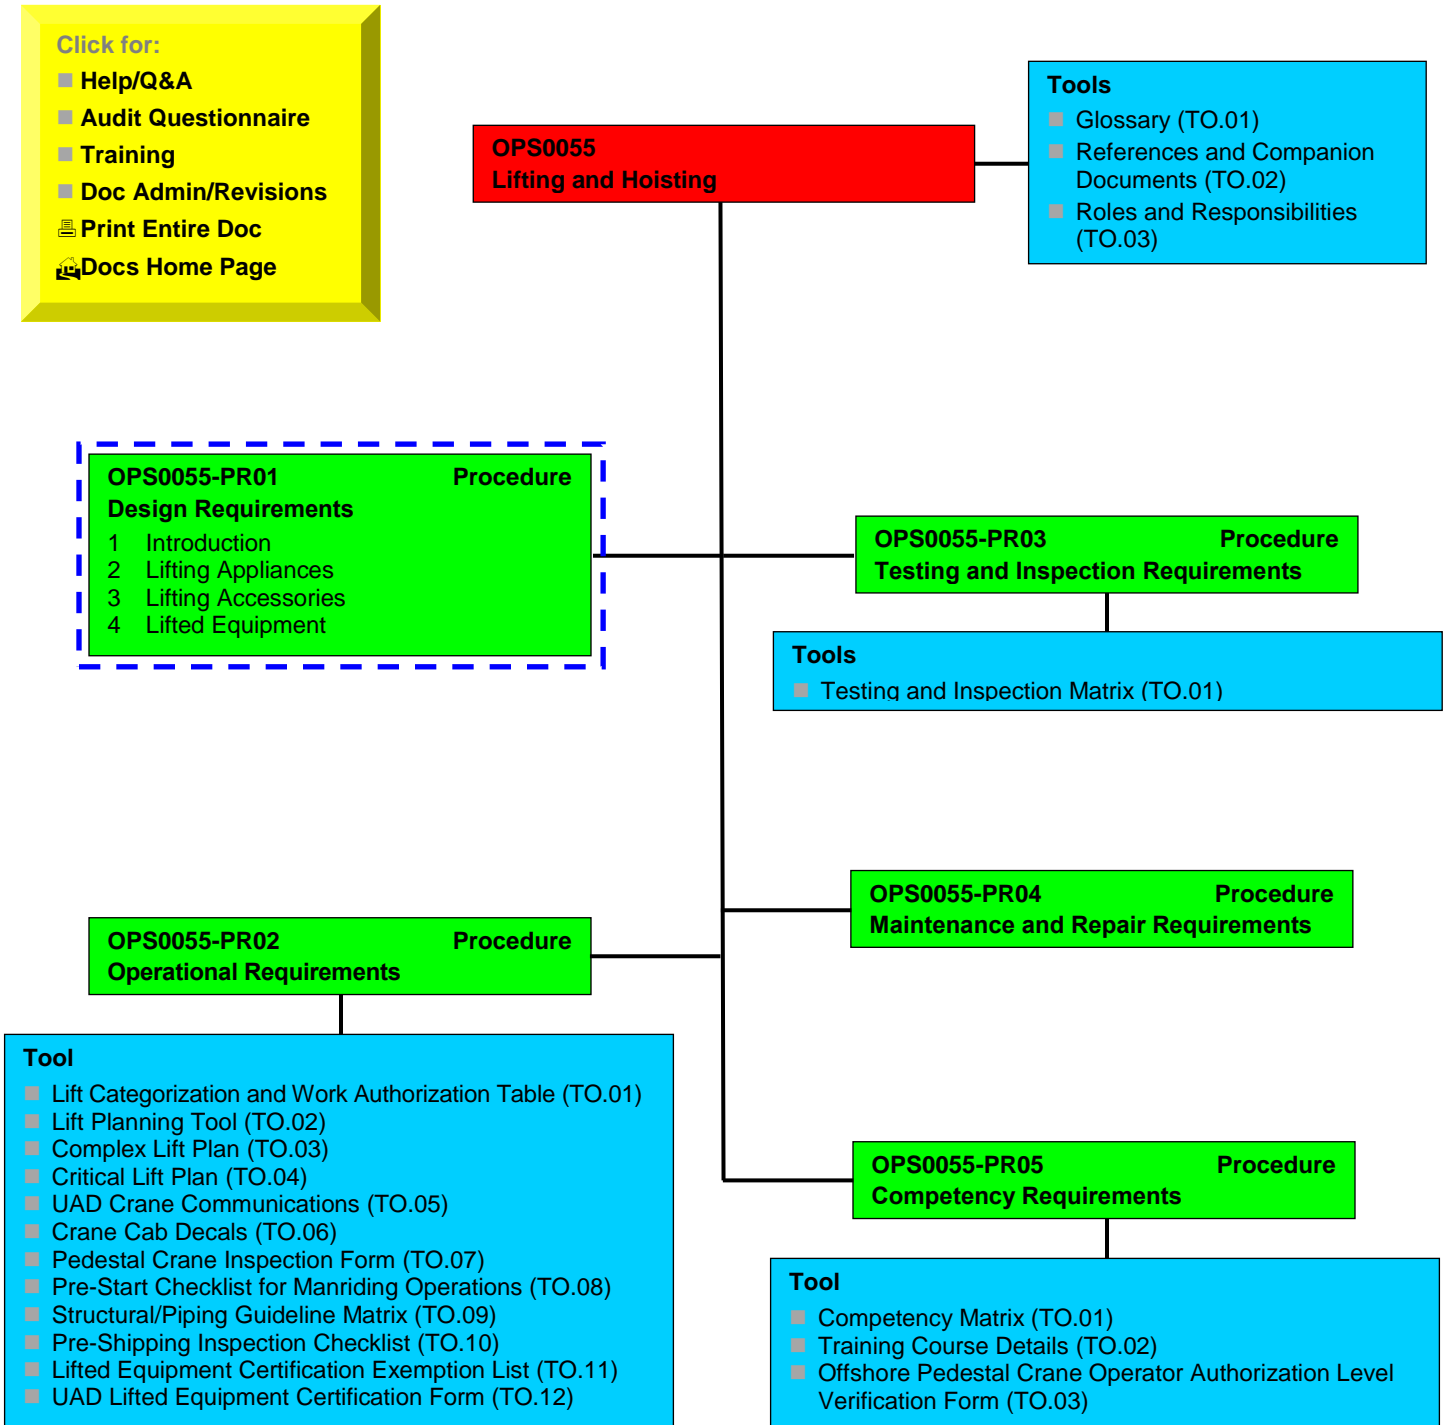 Click for:
Help/Q&A
Audit Questionnaire
Training
Doc Admin/Revisions
Print Entire Doc
Docs Home Page
OPS0055
Lifting and Hoisting
Tools
Glossary (TO.01)
References and Companion
Documents (TO.02)
Roles and Responsibilities
(TO.03)
OPS0055-PR01 Procedure
Design Requirements
1 Introduction
2 Lifting Appliances
3 Lifting Accessories
4 Lifted Equipment
OPS0055-PR03 Procedure
Testing and Inspection Requirements
Tools
Testing and Inspection Matrix (TO.01)
OPS0055-PR04 Procedure
Maintenance and Repair Requirements
OPS0055-PR02 Procedure
Operational Requirements
Tool
Lift Categorization and Work Authorization Table (TO.01)
Lift Planning Tool (TO.02)
Complex Lift Plan (TO.03)
Critical Lift Plan (TO.04)
UAD Crane Communications (TO.05)
Crane Cab Decals (TO.06)
Pedestal Crane Inspection Form (TO.07)
Pre-Start Checklist for Manriding Operations (TO.08)
Structural/Piping Guideline Matrix (TO.09)
Pre-Shipping Inspection Checklist (TO.10)
Lifted Equipment Certification Exemption List (TO.11)
UAD Lifted Equipment Certification Form (TO.12)
OPS0055-PR05 Procedure
Competency Requirements
Tool
Competency Matrix (TO.01)
Training Course Details (TO.02)
Offshore Pedestal Crane Operator Authorization Level
Verification Form (TO.03)